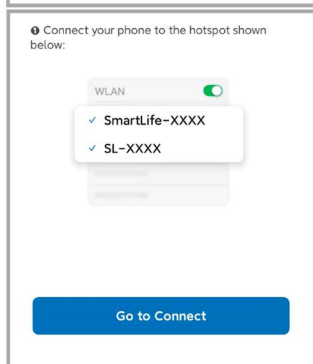 ❶ Connect your phone to the hotspot shown
below:
WLAN
✓ SmartLife-XXXX
✓ SL-XXXX
Go to Connect